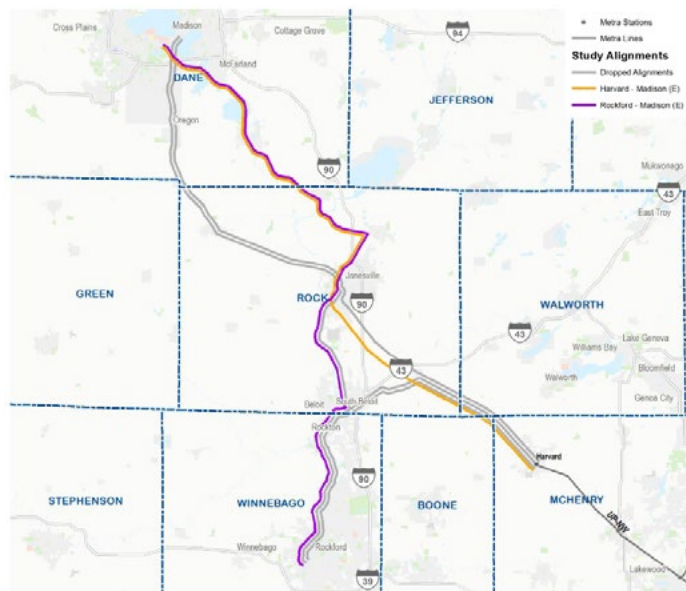 Cross Plains
Madison
Cottage Grove
94
McFarland
DANE
JEFFERSON
Oregon
90
Mukwonago
43
East Troy
Janesville
GREEN
ROCK
90
WALWORTH
43
Lake Geneva
Williams Bay
43
Walworth
Bloomfield
Genoa City
Beloit
South Beloit
Rockton
Harvard
STEPHENSON
WINNEBAGO
90
BOONE
MCHENRY
UP-NW
Winnebago
Rockford
39
Lakewood
Metra Stations
Metra Lines
Study Alignments
Dropped Alignments
Harvard - Madison (E)
Rockford - Madison (E)